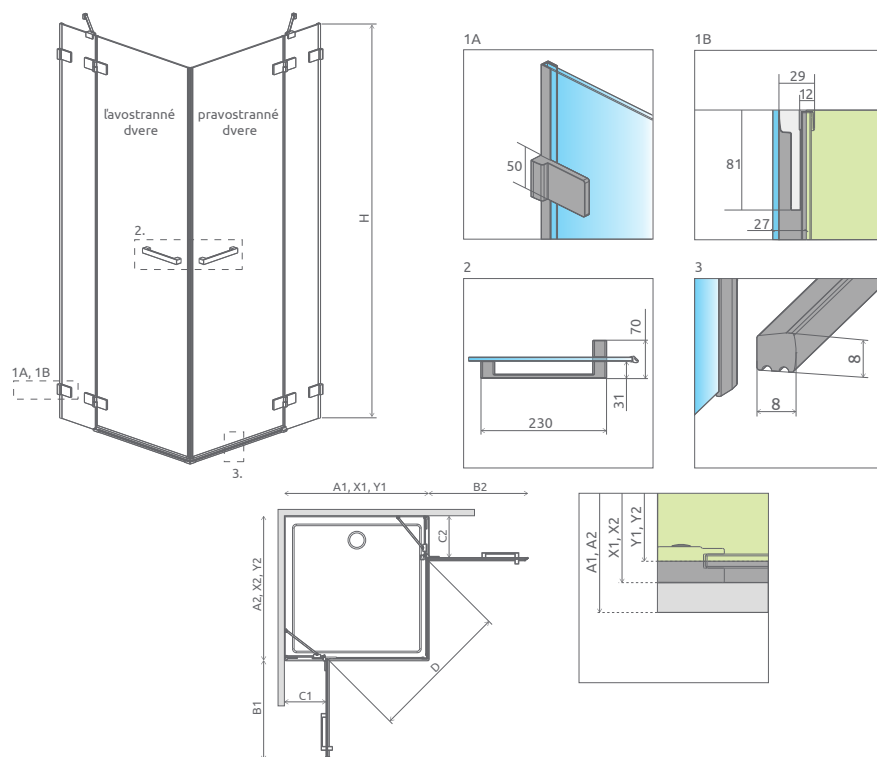 ľavostranné
dvere
pravostranné
dvere
H
2.
1A, 1B
3.
1A
50
1B
29
12
81
27
2
70
31
230
3
8
8
A1, X1, Y1
B2
C2
A2, X2, Y2
D
C1
B1
A1, A2
X1, X2
Y1, Y2